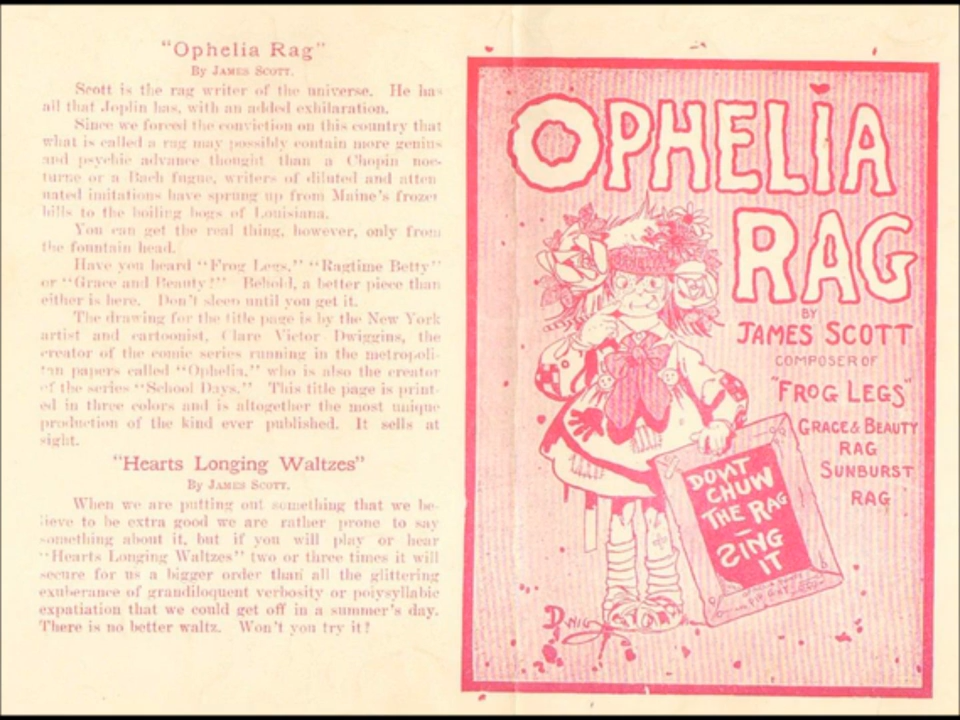 "Ophelia Rag"
By James Scott.
Scott is the rag writer of the universe. He has
all that Joplin has, with an added exhilaration.
Since we forced the conviction on this country that
what is called a rag may possibly contain more genius
and psychic advance thought than a Chopin noc-
turne or a Bach fugue, writers of diluted and atten
nated imitations have sprung up from Maine's frozen
hills to the boiling bogs of Louisiana.
You can get the real thing, however, only from
the fountain head.
Have you heard "Frog Legs," "Ragtime Betty"
or "Grace and Beauty?" Behold, a better piece than
either is here. Don't sleep until you get it.
The drawing for the title page is by the New York
artist and cartoonist, Clare Victor Dwiggins, the
creator of the comic series running in the metropoli-
tan papers called "Ophelia," who is also the creator
of the series "School Days." This title page is print-
ed in three colors and is altogether the most unique
production of the kind ever published. It sells at
sight.
"Hearts Longing Waltzes"
By James Scott.
When we are putting out something that we be-
lieve to be extra good we are rather prone to say
something about it, but if you will play or hear
"Hearts Longing Waltzes" two or three times it will
secure for us a bigger order than all the glittering
exuberance of grandiloquent verbosity or polysyllabic
expatiation that we could get off in a summer's day.
There is no better waltz. Won't you try it?
OPHELIA
RAG
BY
JAMES SCOTT
COMPOSER OF
"FROG LEGS"
GRACE & BEAUTY
RAG
SUNBURST
RAG
DON'T
CHUW
THE RAG
—
SING
IT
DWIG